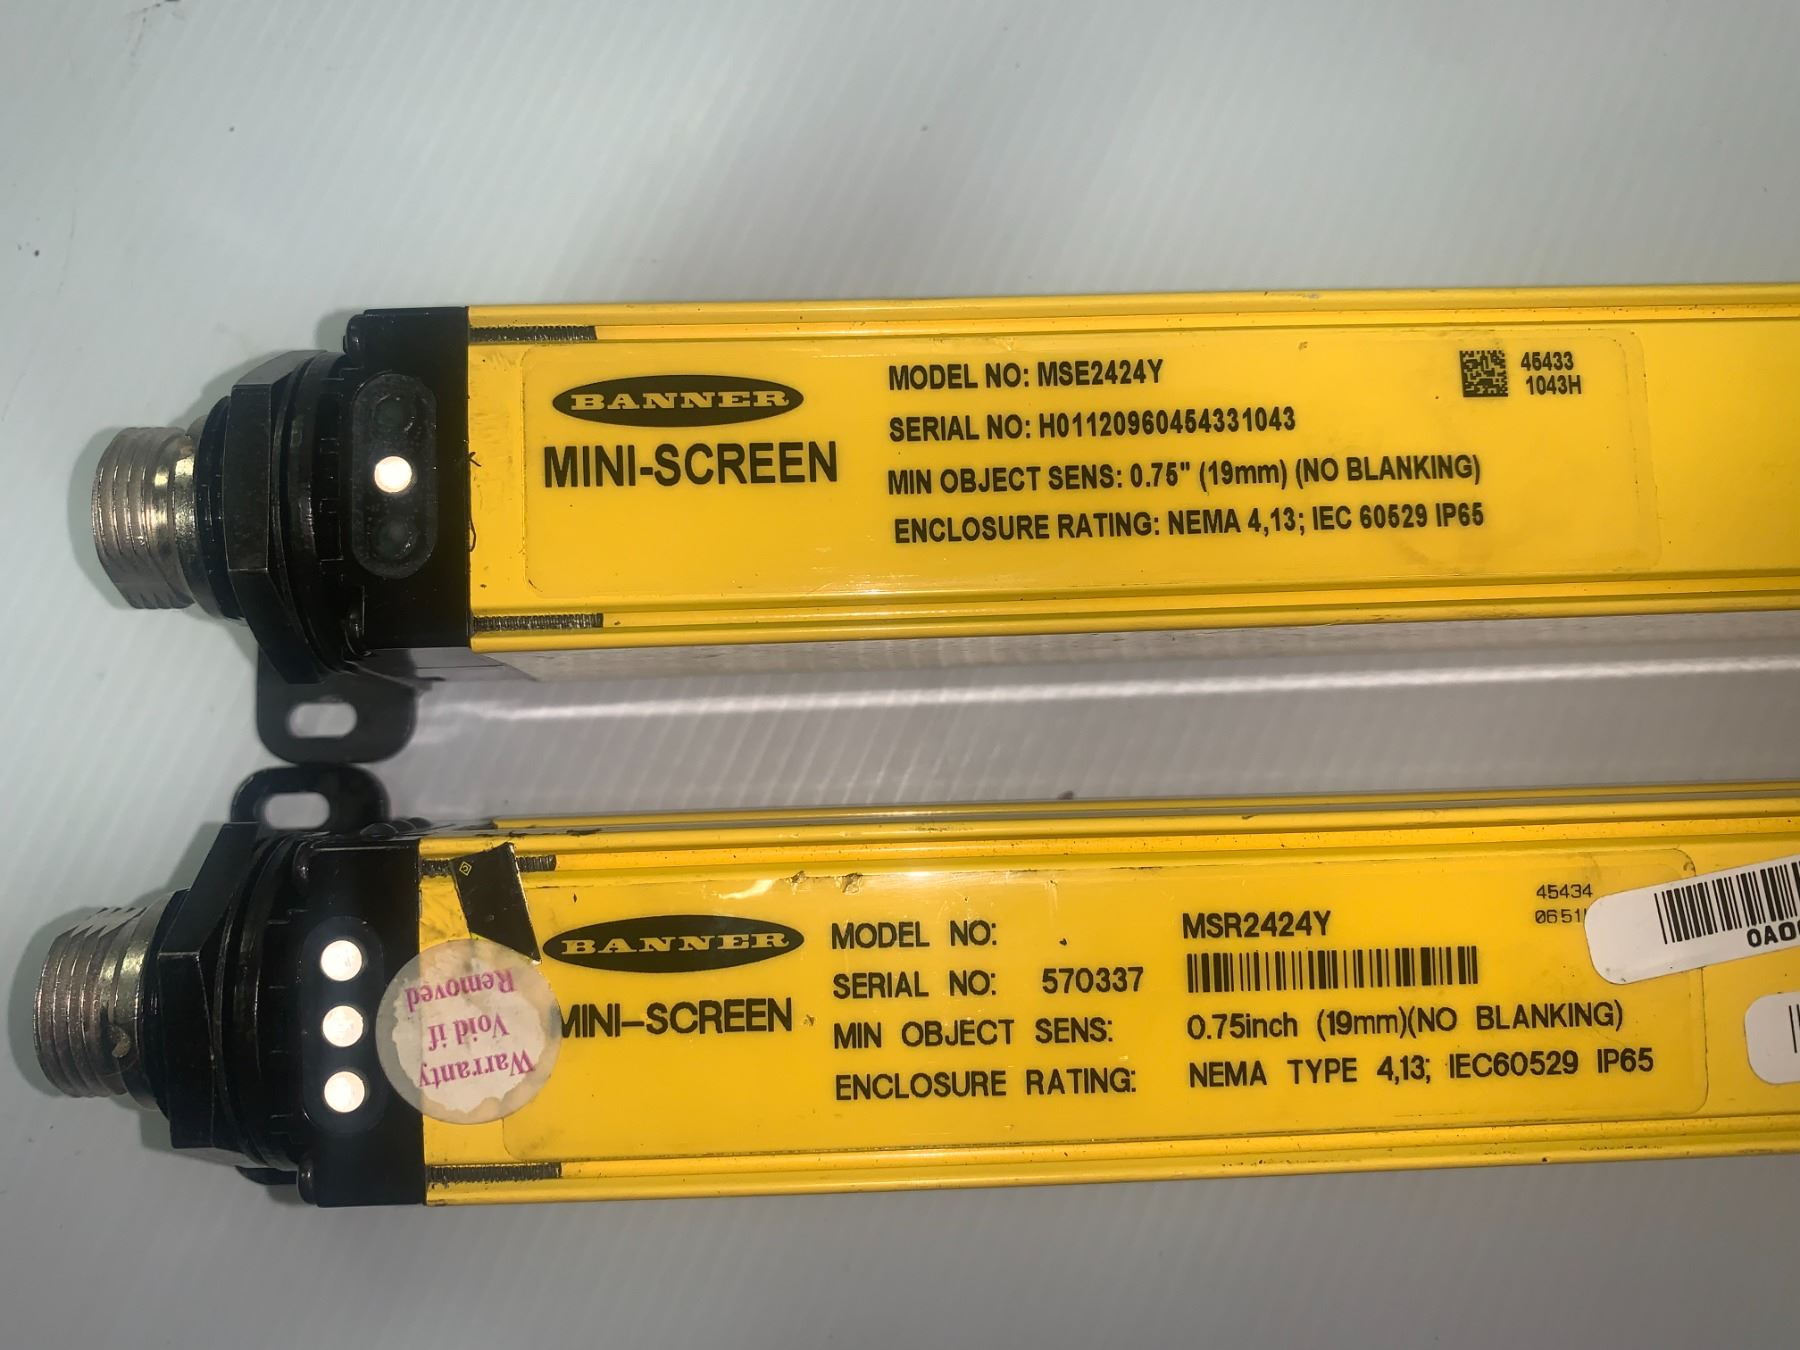 BANNER
MINI-SCREEN
MODEL NO: MSE2424Y
SERIAL NO: H01120960454331043
MIN OBJECT SENS: 0.75" (19mm) (NO BLANKING)
ENCLOSURE RATING: NEMA 4,13; IEC 60529 IP65
45433
1043H
BANNER
MINI-SCREEN
MODEL NO: MSR2424Y
SERIAL NO: 570337
MIN OBJECT SENS: 0.75inch (19mm)(NO BLANKING)
ENCLOSURE RATING: NEMA TYPE 4,13; IEC60529 IP65
45434
0651
Warranty
Void if
Removed